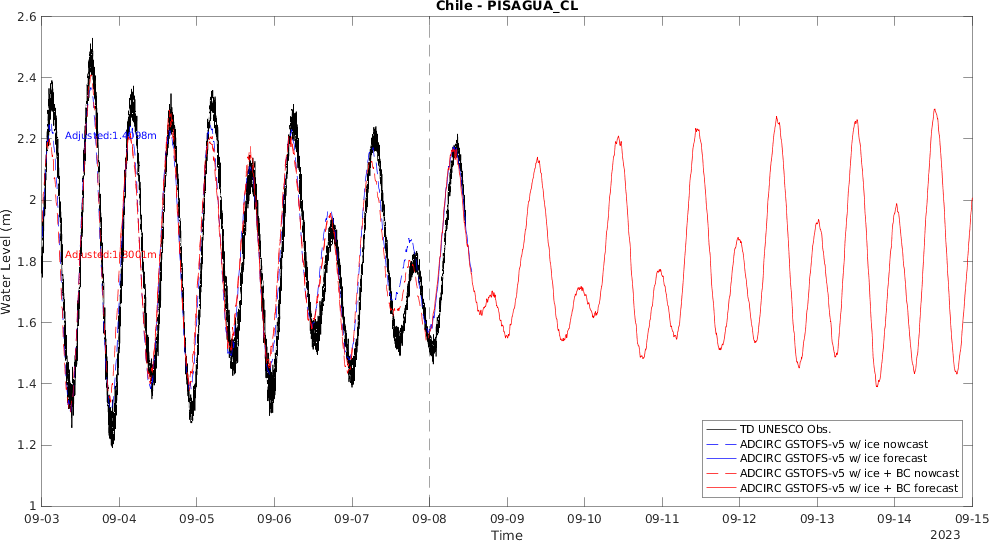 Chile - PISAGUA_CL
2.6
2.4
2.2
2
1.8
1.6
1.4
1.2
1
Water Level (m)
Adjusted:1.4098m
Adjusted:1.3001m
TD UNESCO Obs.
ADCIRC GSTOFS-v5 w/ ice nowcast
ADCIRC GSTOFS-v5 w/ ice forecast
ADCIRC GSTOFS-v5 w/ ice + BC nowcast
ADCIRC GSTOFS-v5 w/ ice + BC forecast
09-03 09-04 09-05 09-06 09-07 09-08 09-09 09-10 09-11 09-12 09-13 09-14 09-15
Time
2023